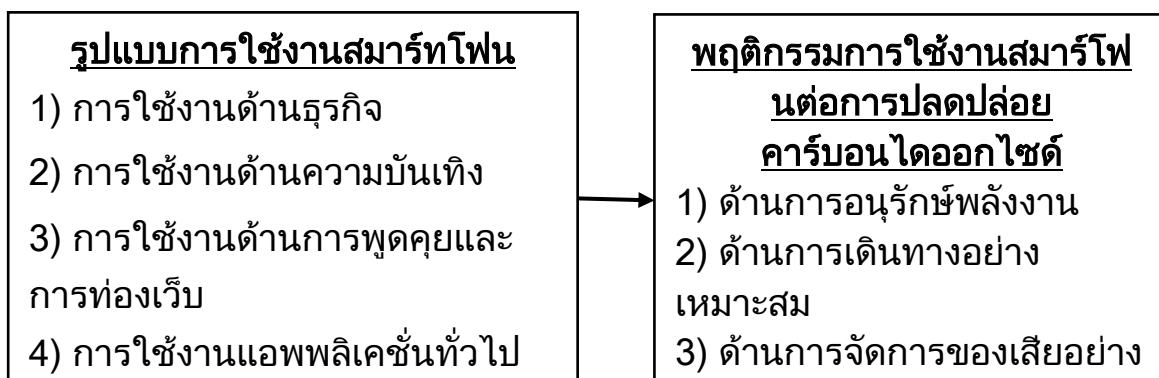 รูปแบบการใช้งานสมาร์ทโฟน
1) การใช้งานด้านธุรกิจ
2) การใช้งานด้านความบันเทิง
3) การใช้งานด้านการพูดคุยและ
การท่องเว็บ
4) การใช้งานแอพพลิเคชั่นทั่วไป
พฤติกรรมการใช้งานสมาร์โฟ
นต่อการปลดปล่อย
คาร์บอนไดออกไซด์
1) ด้านการอนุรักษ์พลังงาน
2) ด้านการเดินทางอย่าง
เหมาะสม
3) ด้านการจัดการของเสียอย่าง